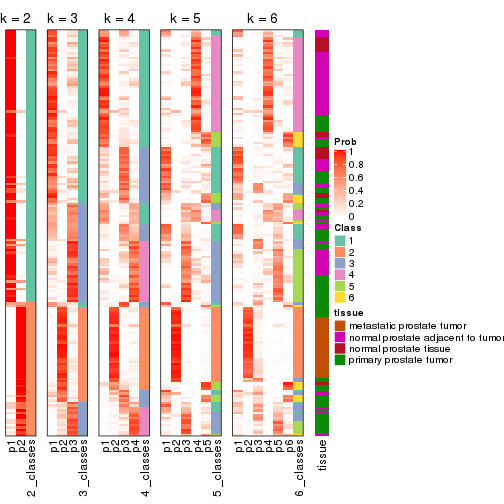 k = 2 k = 3 k = 4 k = 5 k = 6
Prob
1
0.8
0.6
0.4
0.2
0
Class
1
2
3
4
5
6
tissue
metastatic prostate tumor
normal prostate adjacent to tumor
normal prostate tissue
primary prostate tumor
p1 p2 2_classes
p1 p2 p3 3_classes
p1 p2 p3 p4 4_classes
p1 p2 p3 p4 p5 5_classes
p1 p2 p3 p4 p5 p6 6_classes
tissue